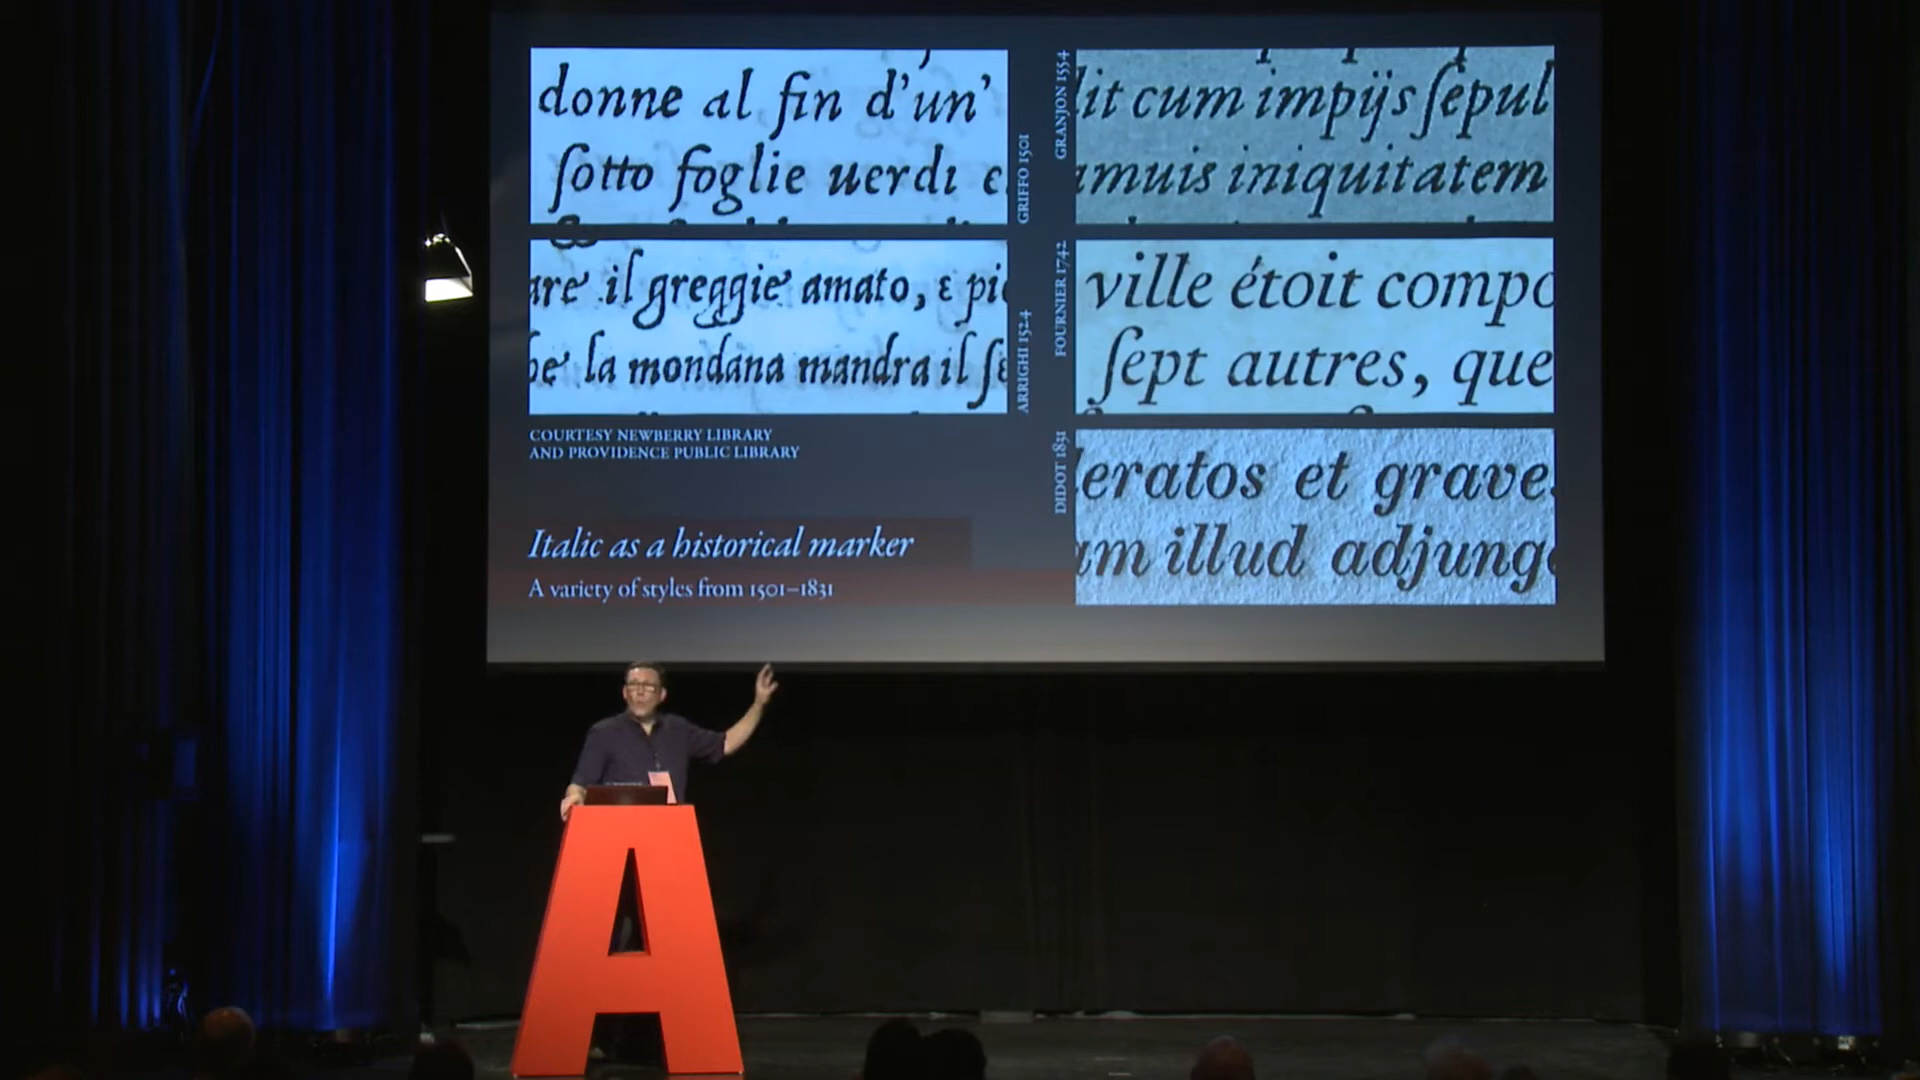 donne al fin d'un'
ſotto foglie uerdi e
GRIFFO 1501
are il greggie amato, ε pi
he la mondana mandra il ſe
ARRIGHI 1524
COURTESY NEWBERRY LIBRARY
AND PROVIDENCE PUBLIC LIBRARY
Italic as a historical marker
A variety of styles from 1501–1831
GRANJON 1554
lit cum impijs ſepul
amuis iniquitatem
FOURNIER 1742
ville étoit compo
ſept autres, que
DIDOT 1831
deratos et graves
am illud adjunge
A